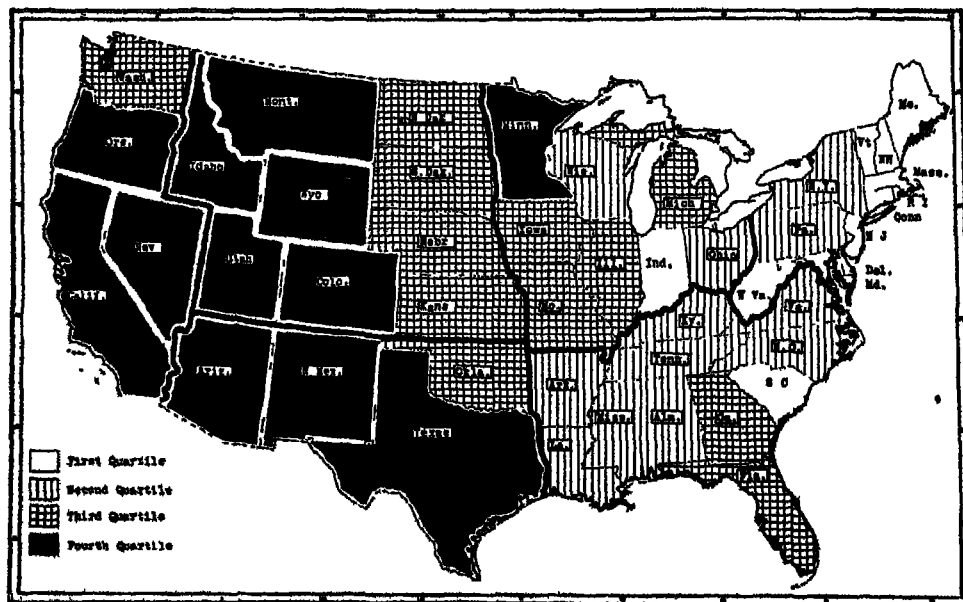 Wash.
Mont.
N. Dak
Minn.
Me.
Ore.
Idaho
Wis.
Vt
NH
Mass.
Wyo.
S. Dak.
Mich
N.Y.
R I
Conn
Nev.
Utah
Nebr
Iowa
Ill.
Ind.
Ohio
Pa.
N J
Del.
Md.
Calif.
Colo.
Kans
Mo.
Ky.
W Va.
Va.
Ariz.
N. Mex.
Okla.
Ark.
Tenn.
N.C.
S C
Texas
La.
Miss.
Ala.
Ga.
Fla.
First Quartile
Second Quartile
Third Quartile
Fourth Quartile